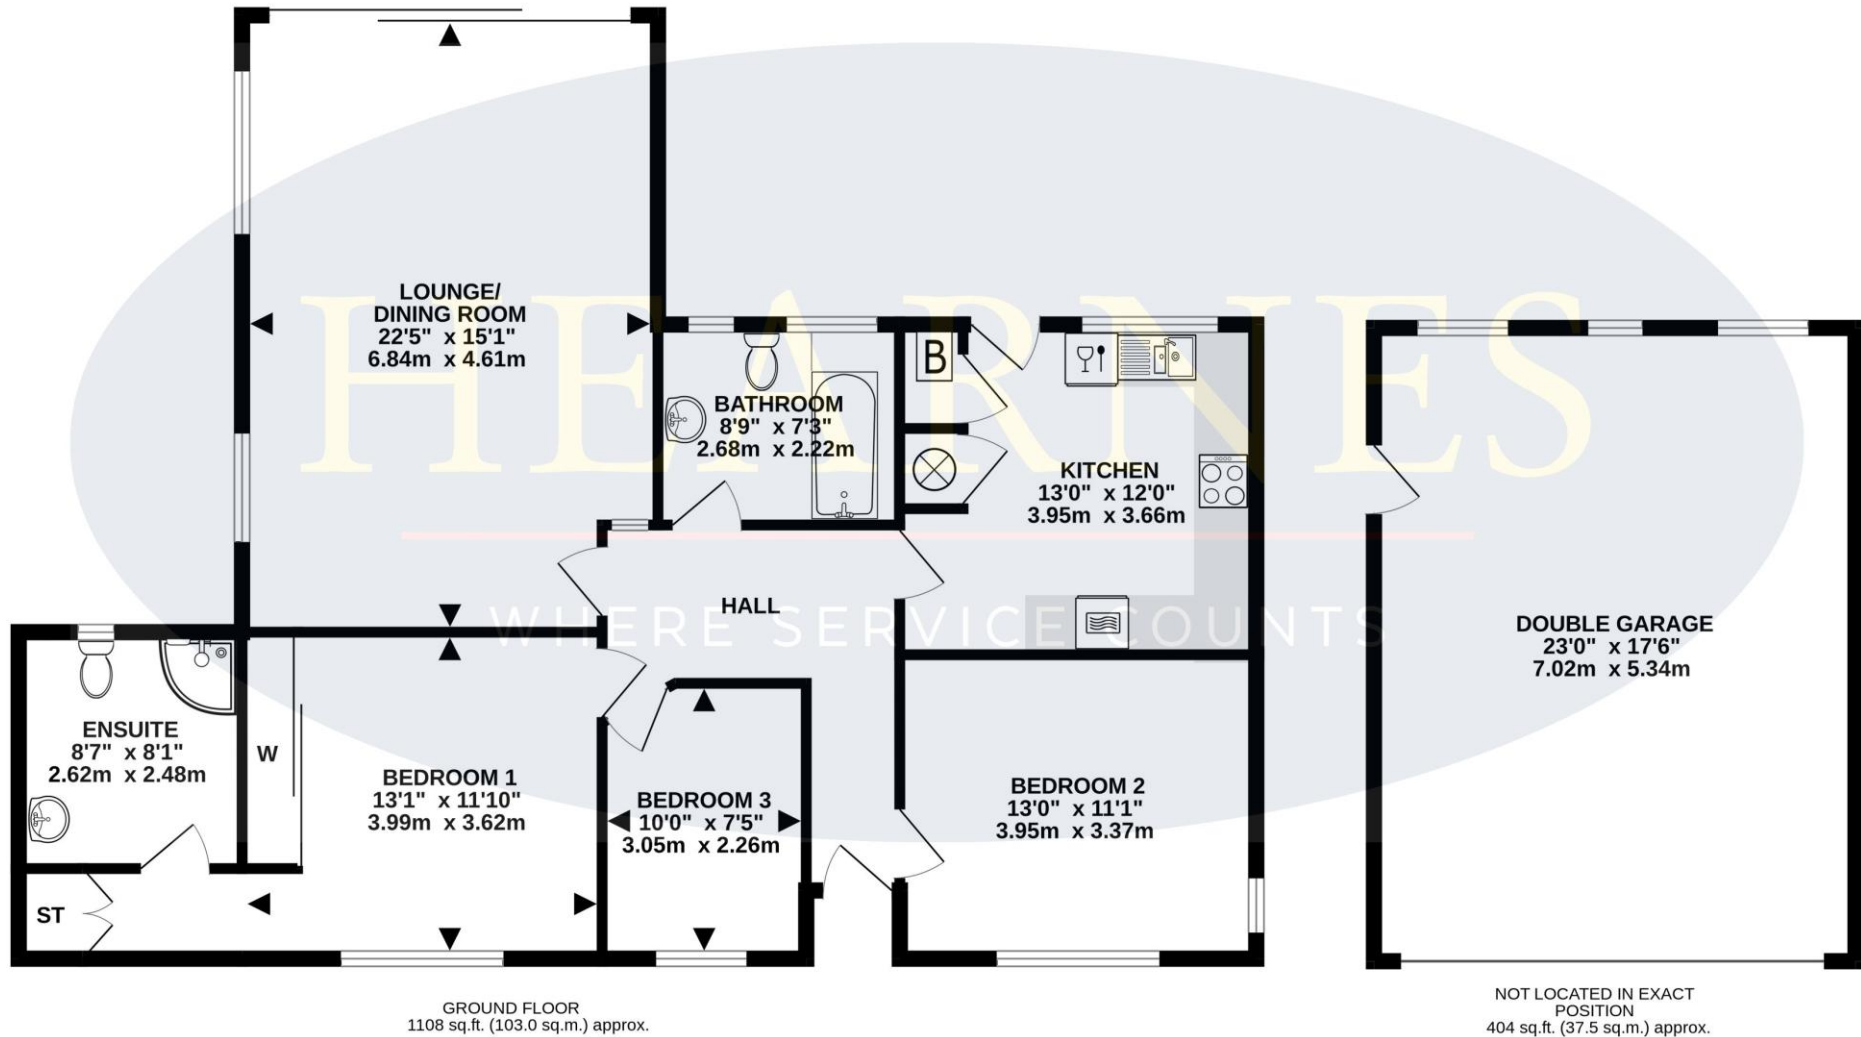 LOUNGE/
DINING ROOM
22'5" x 15'1"
6.84m x 4.61m
BATHROOM
8'9" x 7'3"
2.68m x 2.22m
B
KITCHEN
13'0" x 12'0"
3.95m x 3.66m
HALL
ENSUITE
8'7" x 8'1"
2.62m x 2.48m
W
ST
BEDROOM 1
13'1" x 11'10"
3.99m x 3.62m
BEDROOM 3
10'0" x 7'5"
3.05m x 2.26m
BEDROOM 2
13'0" x 11'1"
3.95m x 3.37m
DOUBLE GARAGE
23'0" x 17'6"
7.02m x 5.34m
HEARNES
WHERE SERVICE COUNTS
GROUND FLOOR
1108 sq.ft. (103.0 sq.m.) approx.
NOT LOCATED IN EXACT
POSITION
404 sq.ft. (37.5 sq.m.) approx.